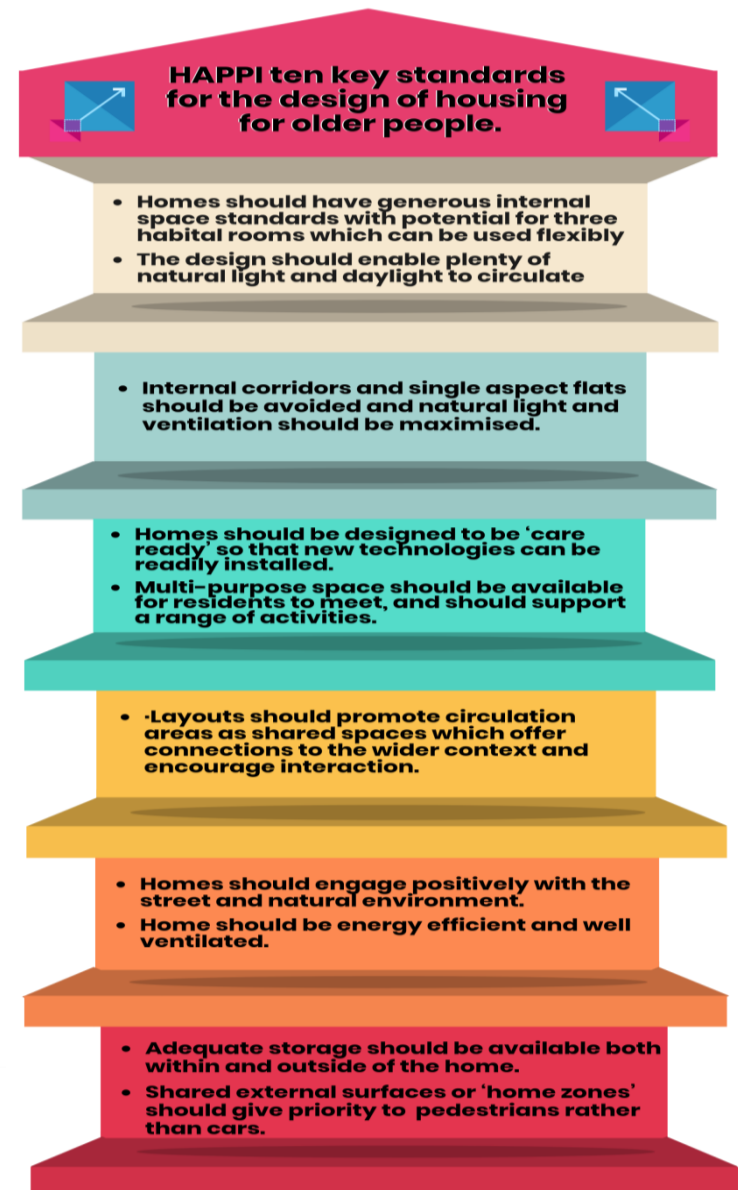 HAPPI ten key standards
for the design of housing
for older people.
• Homes should have generous internal
space standards with potential for three
habital rooms which can be used flexibly
• The design should enable plenty of
natural light and daylight to circulate
• Internal corridors and single aspect flats
should be avoided and natural light and
ventilation should be maximised.
• Homes should be designed to be ‘care
ready’ so that new technologies can be
readily installed.
• Multi-purpose space should be available
for residents to meet, and should support
a range of activities.
• ·Layouts should promote circulation
areas as shared spaces which offer
connections to the wider context and
encourage interaction.
• Homes should engage positively with the
street and natural environment.
• Home should be energy efficient and well
ventilated.
• Adequate storage should be available both
within and outside of the home.
• Shared external surfaces or ‘home zones’
should give priority to pedestrians rather
than cars.